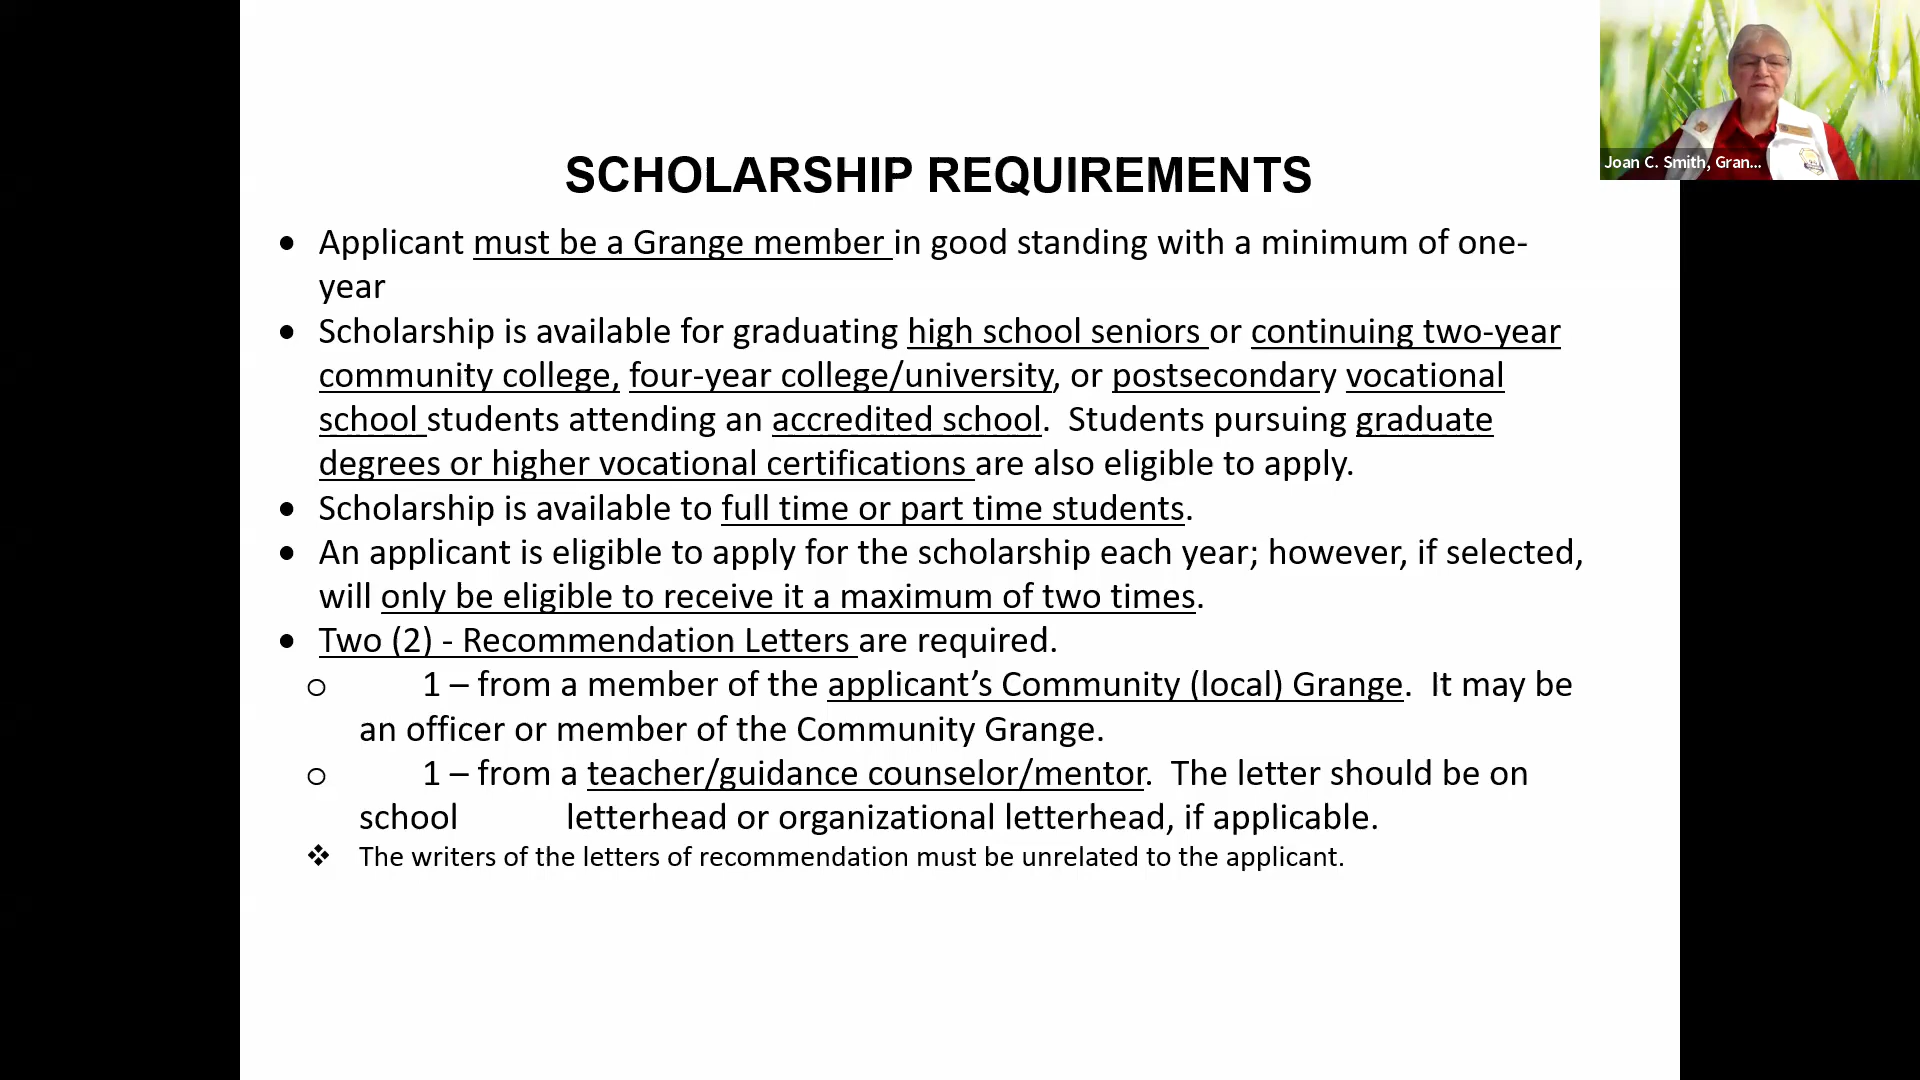 SCHOLARSHIP REQUIREMENTS
• Applicant must be a Grange member in good standing with a minimum of one-
year
• Scholarship is available for graduating high school seniors or continuing two-year
community college, four-year college/university, or postsecondary vocational
school students attending an accredited school. Students pursuing graduate
degrees or higher vocational certifications are also eligible to apply.
• Scholarship is available to full time or part time students.
• An applicant is eligible to apply for the scholarship each year; however, if selected,
will only be eligible to receive it a maximum of two times.
• Two (2) - Recommendation Letters are required.
o 1 – from a member of the applicant’s Community (local) Grange. It may be
an officer or member of the Community Grange.
o 1 – from a teacher/guidance counselor/mentor. The letter should be on
school letterhead or organizational letterhead, if applicable.
❖ The writers of the letters of recommendation must be unrelated to the applicant.
Joan C. Smith, Gran...